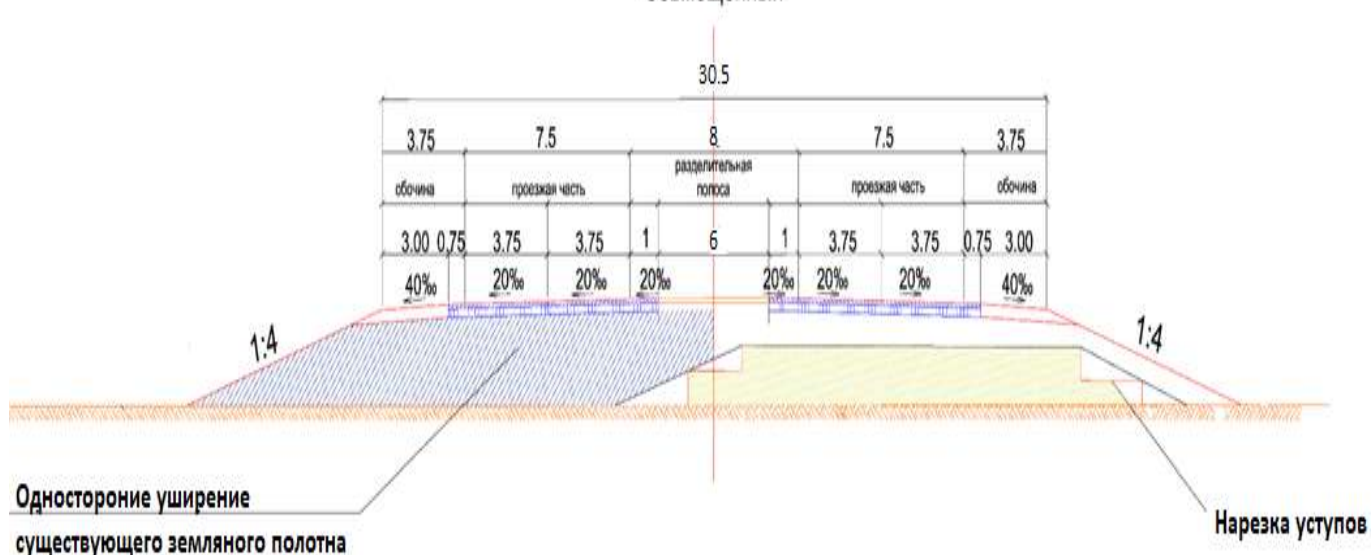 30.5
3.75 7.5 8. 7.5 3.75
обочина проезжая часть разделительная полоса проезжая часть обочина
3.00 0,75 3.75 3.75 1 6 1 3.75 3.75 0.75 3.00
40‰ 20‰ 20‰ 20‰ 20‰ 20‰ 20‰ 40‰
1:4 1:4
Одностороние уширение
существующего земляного полотна
Нарезка уступов